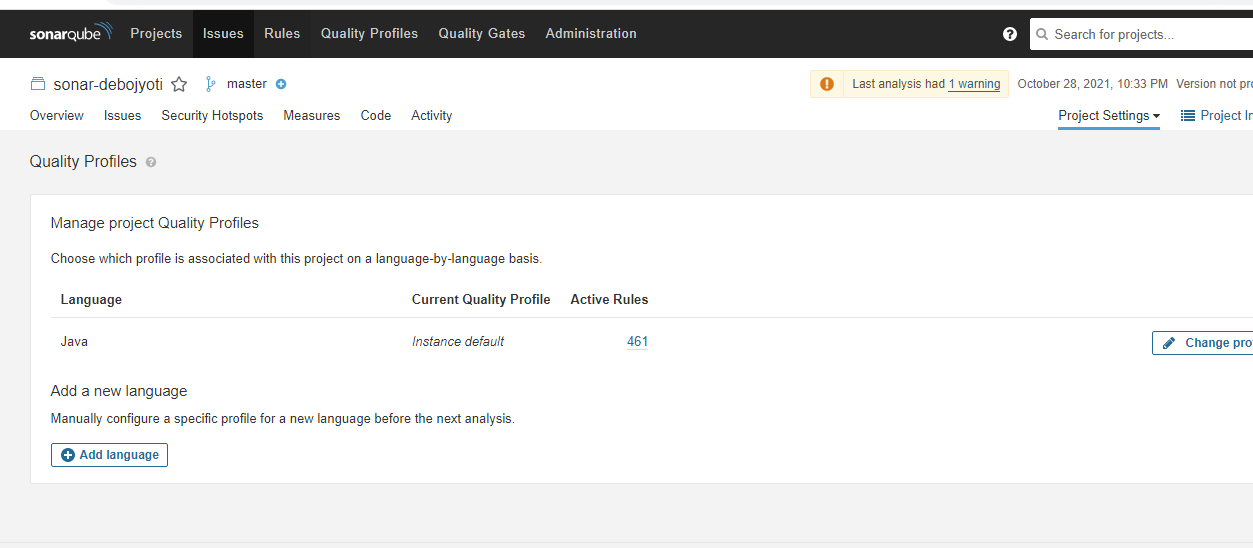 sonarqube Projects Issues Rules Quality Profiles Quality Gates Administration ? Search for projects...
sonar-debojyoti master Last analysis had 1 warning October 28, 2021, 10:33 PM Version not pro
Overview Issues Security Hotspots Measures Code Activity Project Settings Project In
Quality Profiles ?
Manage project Quality Profiles
Choose which profile is associated with this project on a language-by-language basis.
Language Current Quality Profile Active Rules
Java Instance default 461 Change pro
Add a new language
Manually configure a specific profile for a new language before the next analysis.
Add language